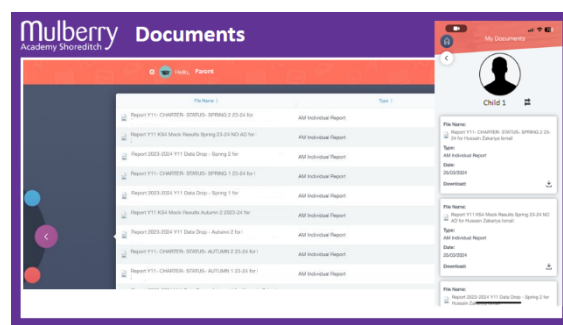 Mulberry
Academy Shoreditch
Documents
Hello, Parent
File Name
Type
Report Y11- CHARTER- STATUS- SPRING 2 23-24 for
AM Individual Report
Report Y11 KS4 Mock Results Spring 23-24 NO AG for
AM Individual Report
Report 2023-2024 Y11 Data Drop - Spring 2 for
AM Individual Report
Report Y11- CHARTER- STATUS- SPRING 1 23-24 for
AM Individual Report
Report 2023-2024 Y11 Data Drop - Spring 1 for
AM Individual Report
Report Y11 KS4 Mock Results Autumn 2 2023-24 for
AM Individual Report
Report 2023-2024 Y11 Data Drop - Autumn 2 for
AM Individual Report
Report Y11- CHARTER- STATUS- AUTUMN 2 23-24 for
AM Individual Report
Report Y11- CHARTER- STATUS- AUTUMN 1 23-24 for
AM Individual Report
My Documents
Child 1
File Name:
Report Y11- CHARTER- STATUS- SPRING 2 23-
24 for Hussein Zakariya Ismail
Type:
AM Individual Report
Date:
20/03/2024
Download:
File Name:
Report Y11 KS4 Mock Results Spring 23-24 NO
AG for Hussein Zakariya Ismail
Type:
AM Individual Report
Date:
20/03/2024
Download:
File Name:
Report 2023-2024 Y11 Data Drop - Spring 2 for
Hussein